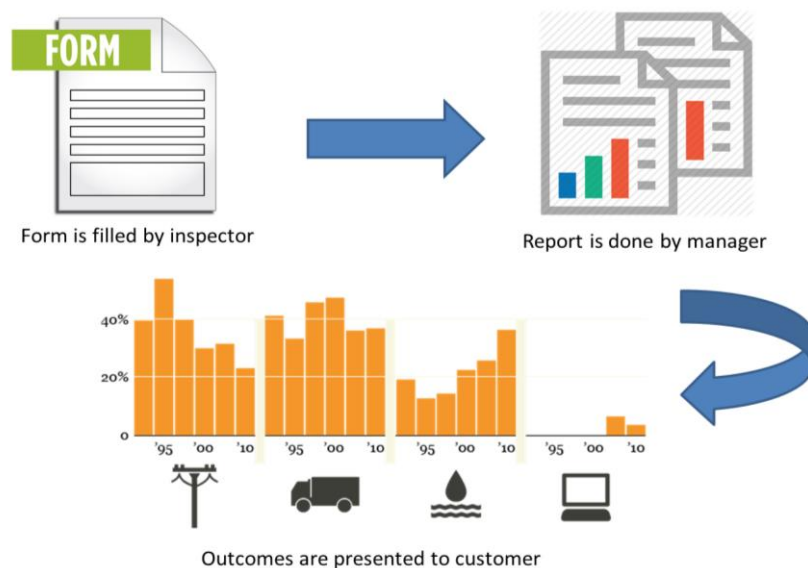 FORM
Form is filled by inspector
Report is done by manager
40%
20%
0
'95 '00 '10 '95 '00 '10 '95 '00 '10 '95 '00 '10
Outcomes are presented to customer